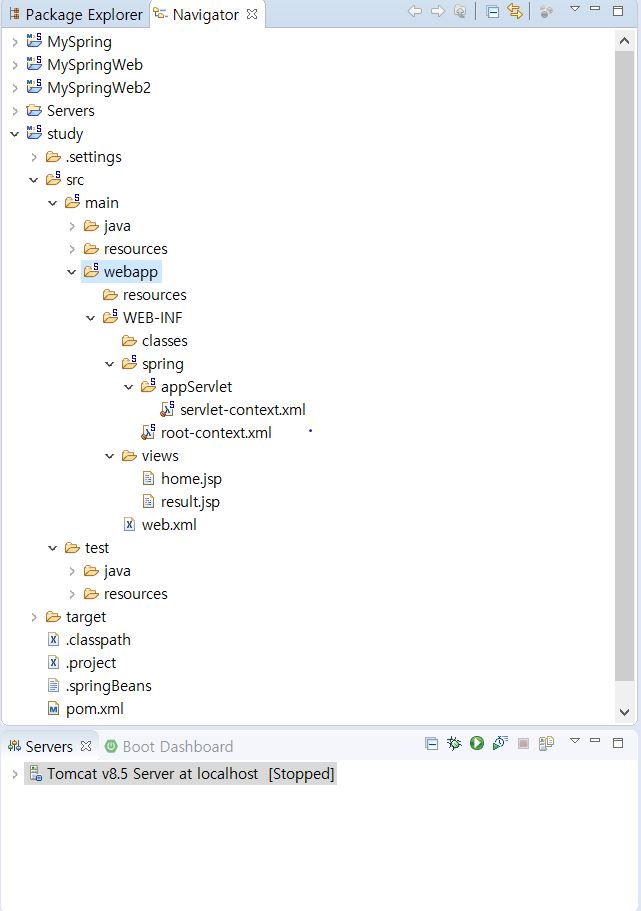 Package Explorer Navigator
MySpring
MySpringWeb
MySpringWeb2
Servers
study
.settings
src
main
java
resources
webapp
resources
WEB-INF
classes
spring
appServlet
servlet-context.xml
root-context.xml
views
home.jsp
result.jsp
web.xml
test
java
resources
target
.classpath
.project
.springBeans
pom.xml
Servers Boot Dashboard
Tomcat v8.5 Server at localhost [Stopped]